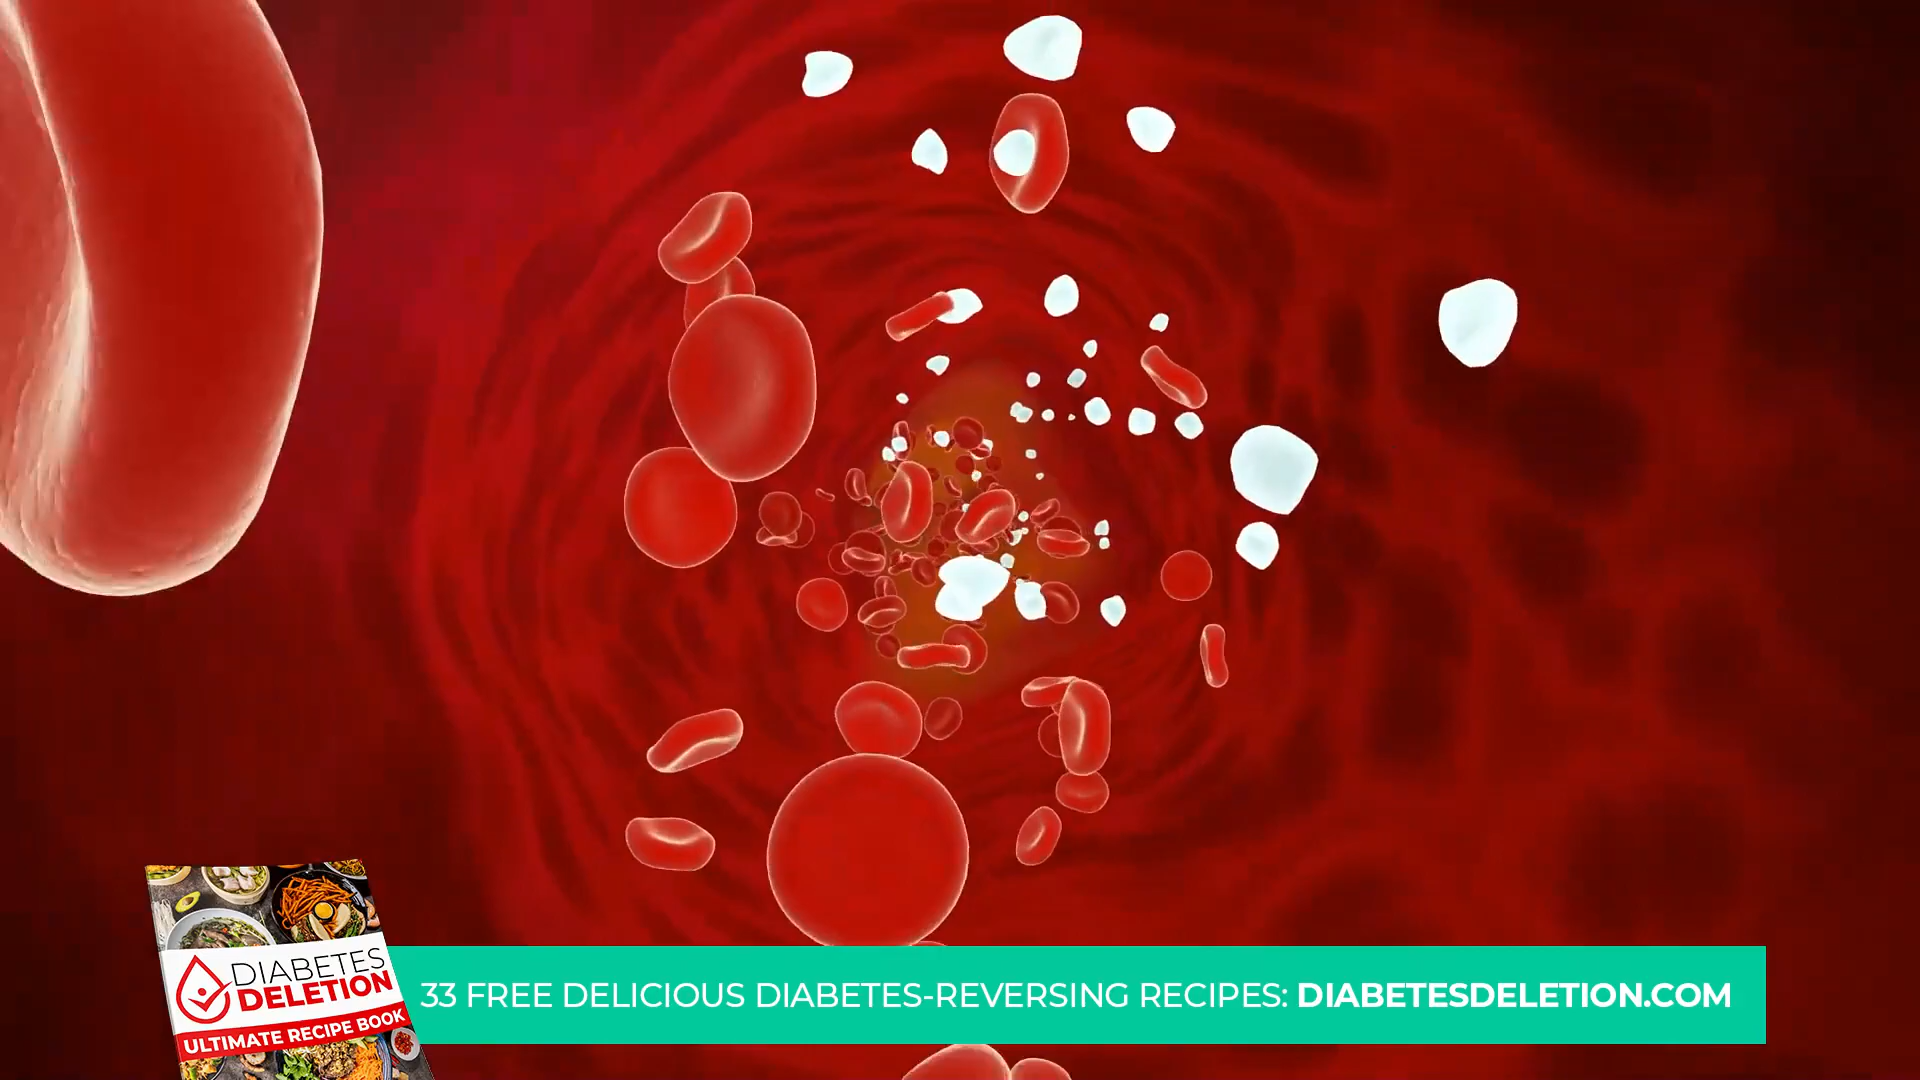 DIABETES
DELETION
ULTIMATE RECIPE BOOK
33 FREE DELICIOUS DIABETES-REVERSING RECIPES: DIABETESDELETION.COM